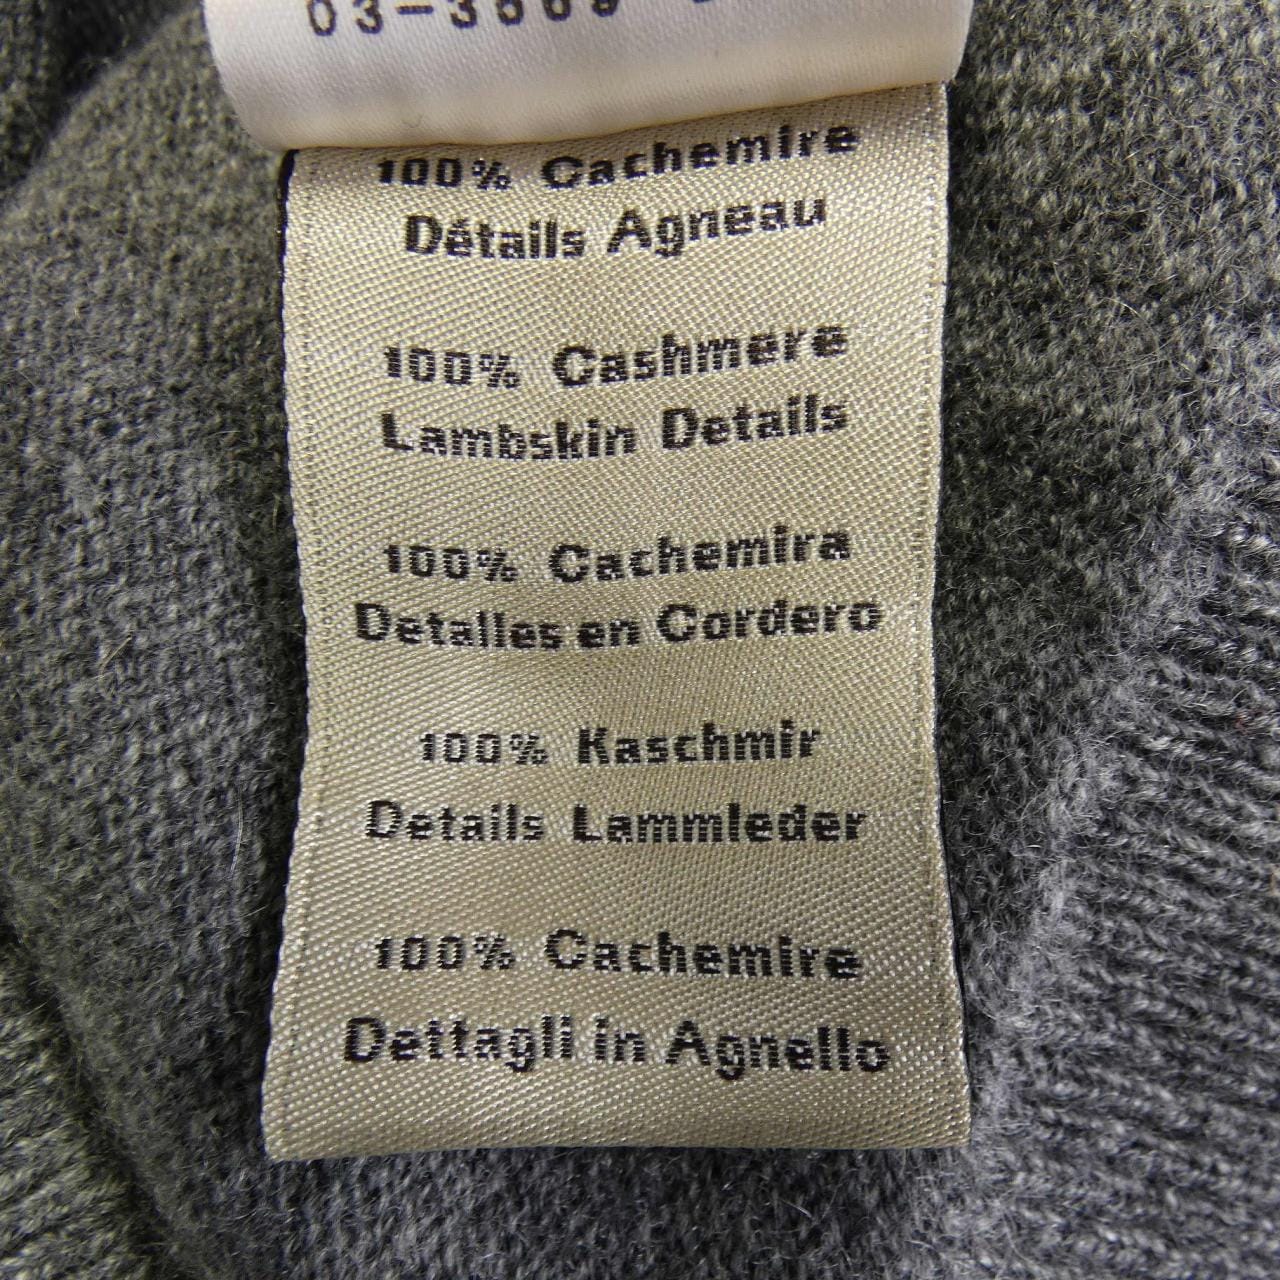 100% Cachemire
Détails Agneau
100% Cashmere
Lambskin Details
100% Cachemira
Detalles en Cordero
100% Kaschmir
Details Lammleder
100% Cachemire
Dettagli in Agnello